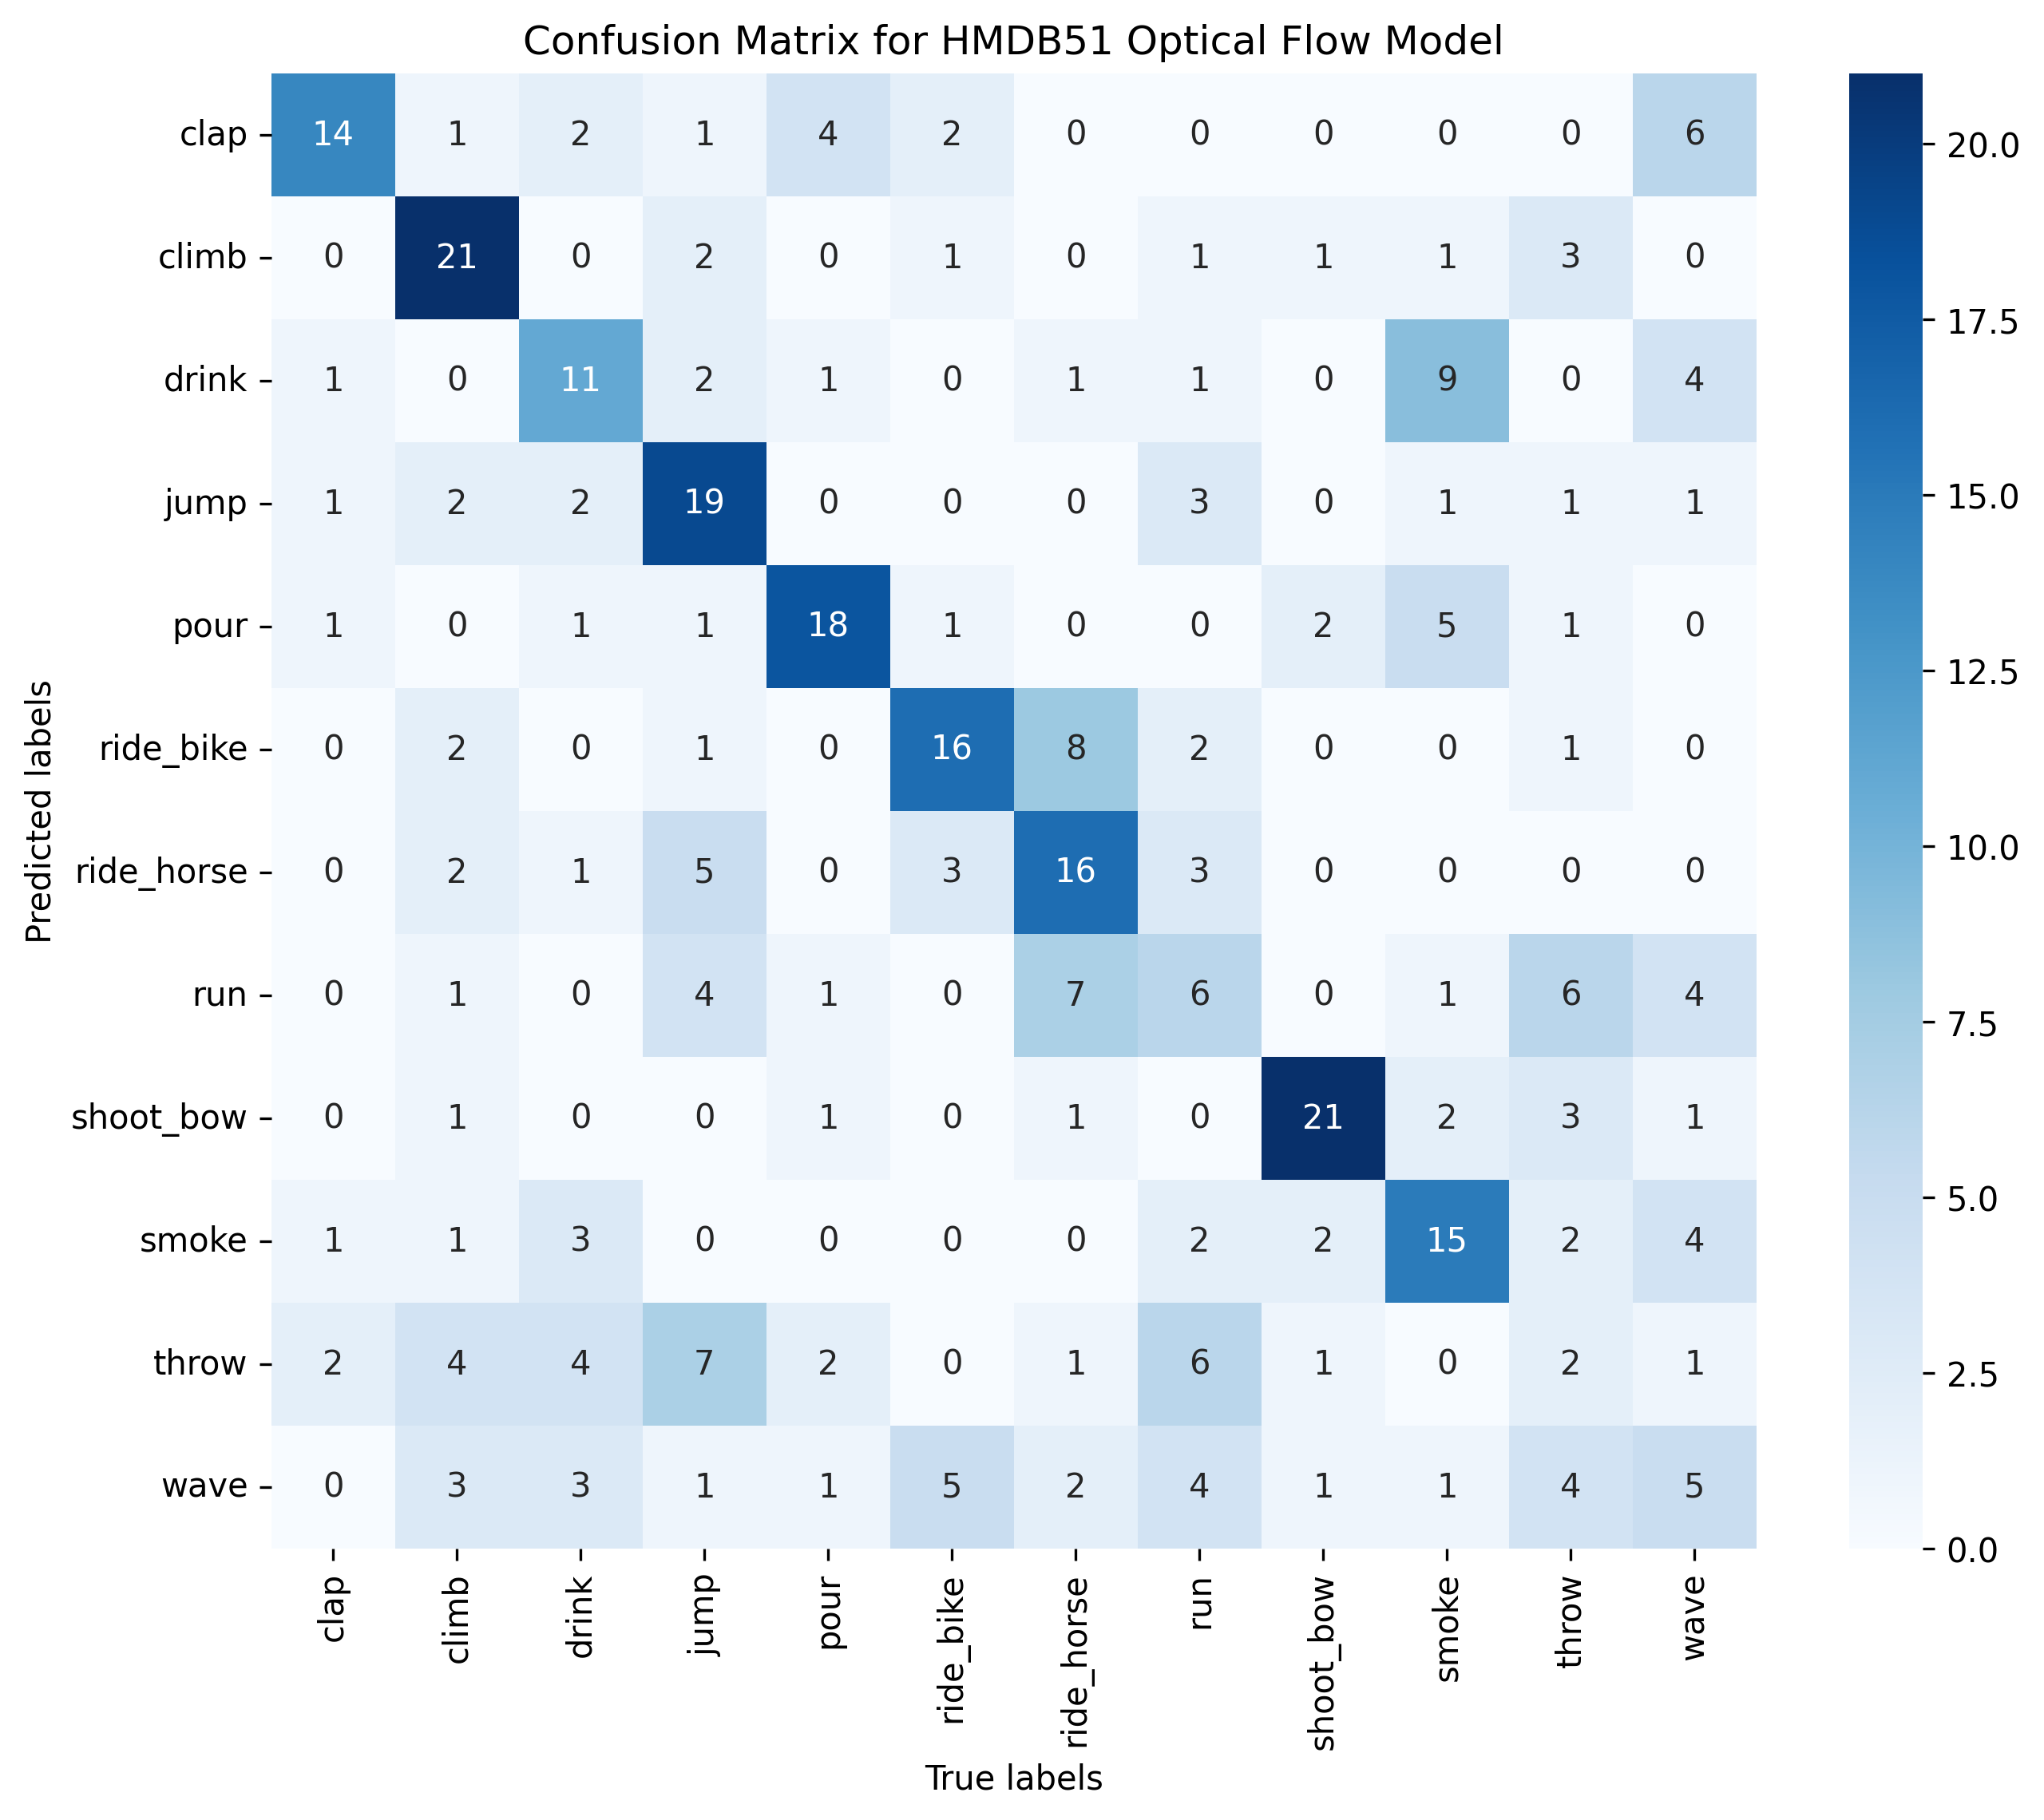 Confusion Matrix for HMDB51 Optical Flow Model
clap 14 1 2 1 4 2 0 0 0 0 0 6
climb 0 21 0 2 0 1 0 1 1 1 3 0
drink 1 0 11 2 1 0 1 1 0 9 0 4
jump 1 2 2 19 0 0 0 3 0 1 1 1
pour 1 0 1 1 18 1 0 0 2 5 1 0
ride_bike 0 2 0 1 0 16 8 2 0 0 1 0
ride_horse 0 2 1 5 0 3 16 3 0 0 0 0
run 0 1 0 4 1 0 7 6 0 1 6 4
shoot_bow 0 1 0 0 1 0 1 0 21 2 3 1
smoke 1 1 3 0 0 0 0 2 2 15 2 4
throw 2 4 4 7 2 0 1 6 1 0 2 1
wave 0 3 3 1 1 5 2 4 1 1 4 5
clap climb drink jump pour ride_bike ride_horse run shoot_bow smoke throw wave
True labels
Predicted labels
20.0
17.5
15.0
12.5
10.0
7.5
5.0
2.5
0.0